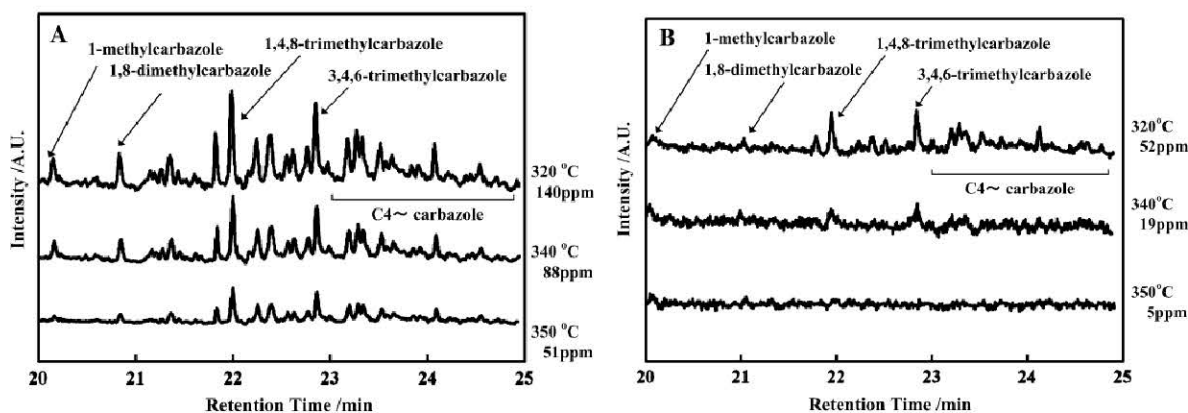 A
1-methylcarbazole
1,8-dimethylcarbazole
1,4,8-trimethylcarbazole
3,4,6-trimethylcarbazole
320 °C
140ppm
C4~ carbazole
340 °C
88ppm
350 °C
51ppm
Intensity /A.U.
20 21 22 23 24 25
Retention Time /min
B
1-methylcarbazole
1,8-dimethylcarbazole
1,4,8-trimethylcarbazole
3,4,6-trimethylcarbazole
320°C
52ppm
C4~ carbazole
340°C
19ppm
350°C
5ppm
Intensity /A.U.
20 21 22 23 24 25
Retention Time /min